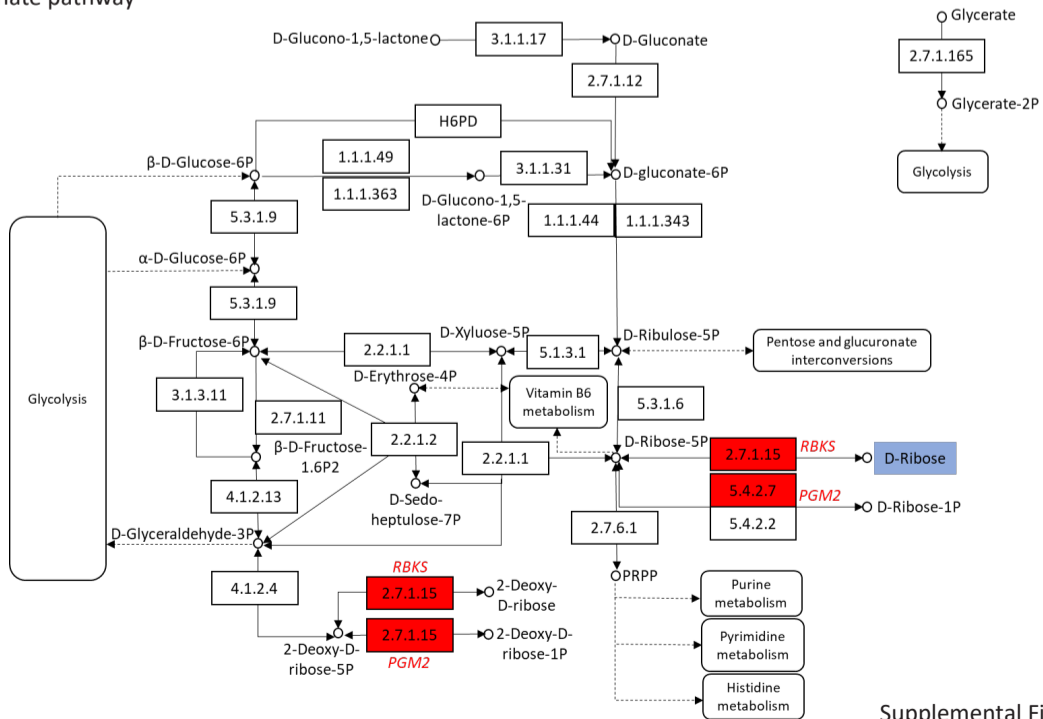 late pathway
D-Glucono-1,5-lactone
3.1.1.17
D-Gluconate
Glycerate
2.7.1.165
Glycerate-2P
Glycolysis
2.7.1.12
H6PD
β-D-Glucose-6P
1.1.1.49
1.1.1.363
D-Glucono-1,5-
lactone-6P
3.1.1.31
D-gluconate-6P
1.1.1.44
1.1.1.343
5.3.1.9
α-D-Glucose-6P
5.3.1.9
β-D-Fructose-6P
2.2.1.1
D-Xyluose-5P
5.1.3.1
D-Ribulose-5P
Pentose and glucuronate
interconversions
Glycolysis
3.1.3.11
2.7.1.11
D-Erythrose-4P
Vitamin B6
metabolism
5.3.1.6
β-D-Fructose-
1.6P2
2.2.1.2
2.2.1.1
D-Ribose-5P
2.7.1.15
RBKS
D-Ribose
5.4.2.7
PGM2
5.4.2.2
D-Ribose-1P
4.1.2.13
D-Sedo-
heptulose-7P
D-Glyceraldehyde-3P
2.7.6.1
4.1.2.4
RBKS
2.7.1.15
2-Deoxy-
D-ribose
2.7.1.15
PGM2
2-Deoxy-D-
ribose-1P
2-Deoxy-D-
ribose-5P
PRPP
Purine
metabolism
Pyrimidine
metabolism
Histidine
metabolism
Supplemental Fi